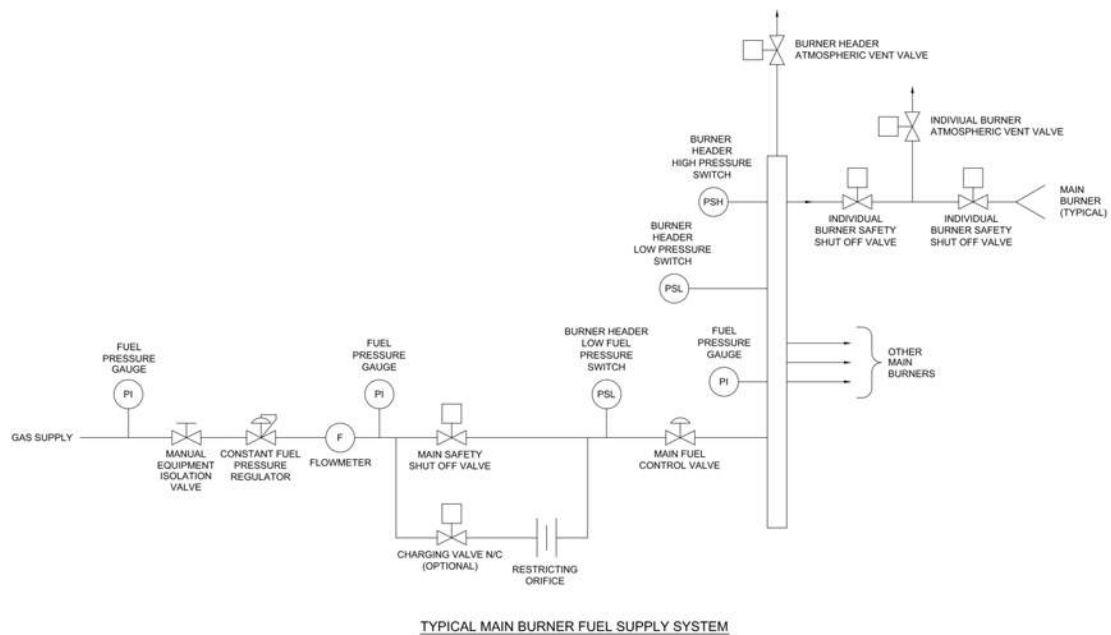 BURNER HEADER
ATMOSPHERIC VENT VALVE
INDIVIUAL BURNER
ATMOSPHERIC VENT VALVE
BURNER
HEADER
HIGH PRESSURE
SWITCH
PSH
MAIN
BURNER
(TYPICAL)
INDIVIDUAL
BURNER SAFETY
SHUT OFF VALVE
INDIVIDUAL
BURNER SAFETY
SHUT OFF VALVE
BURNER
HEADER
LOW PRESSURE
SWITCH
PSL
FUEL
PRESSURE
GAUGE
PI
FUEL
PRESSURE
GAUGE
PI
BURNER HEADER
LOW FUEL
PRESSURE
SWITCH
PSL
FUEL
PRESSURE
GAUGE
PI
OTHER
MAIN
BURNERS
GAS SUPPLY
MANUAL
EQUIPMENT
ISOLATION
VALVE
CONSTANT FUEL
PRESSURE
REGULATOR
F
FLOWMETER
MAIN SAFETY
SHUT OFF VALVE
MAIN FUEL
CONTROL VALVE
CHARGING VALVE N/C
(OPTIONAL)
RESTRICTING
ORIFICE
TYPICAL MAIN BURNER FUEL SUPPLY SYSTEM